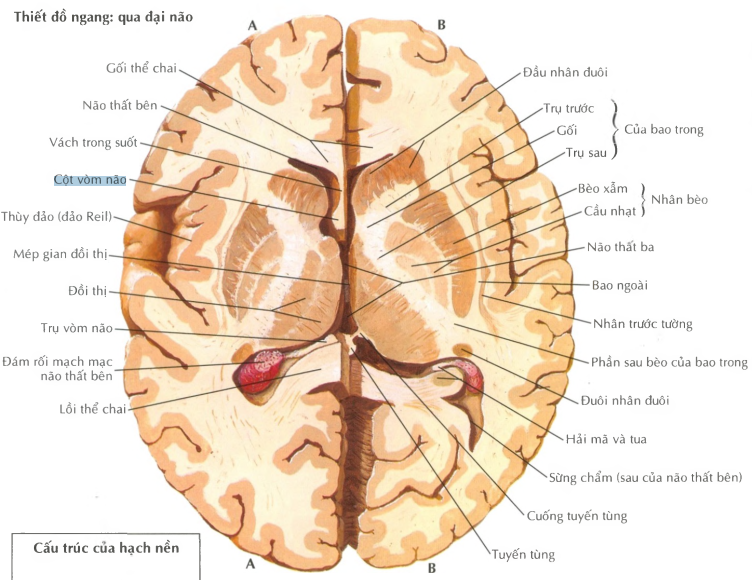 Thiết đồ ngang: qua đại não
A
B
Gối thể chai
Não thất bên
Vách trong suốt
Cột vòm não
Thùy đảo (đảo Reil)
Mép gian đồi thị
Đồi thị
Trụ vòm não
Đám rối mạch mạc
não thất bên
Lồi thể chai
Đầu nhân đuôi
Trụ trước
Gối
Trụ sau
Của bao trong
Bèo xẫm
Cầu nhạt
Nhân bèo
Não thất ba
Bao ngoài
Nhân trước tường
Phần sau bèo của bao trong
Đuôi nhân đuôi
Hải mã và tua
Sừng chẩm (sau của não thất bên)
Cuống tuyến tùng
Tuyến tùng
A
B
Cấu trúc của hạch nền